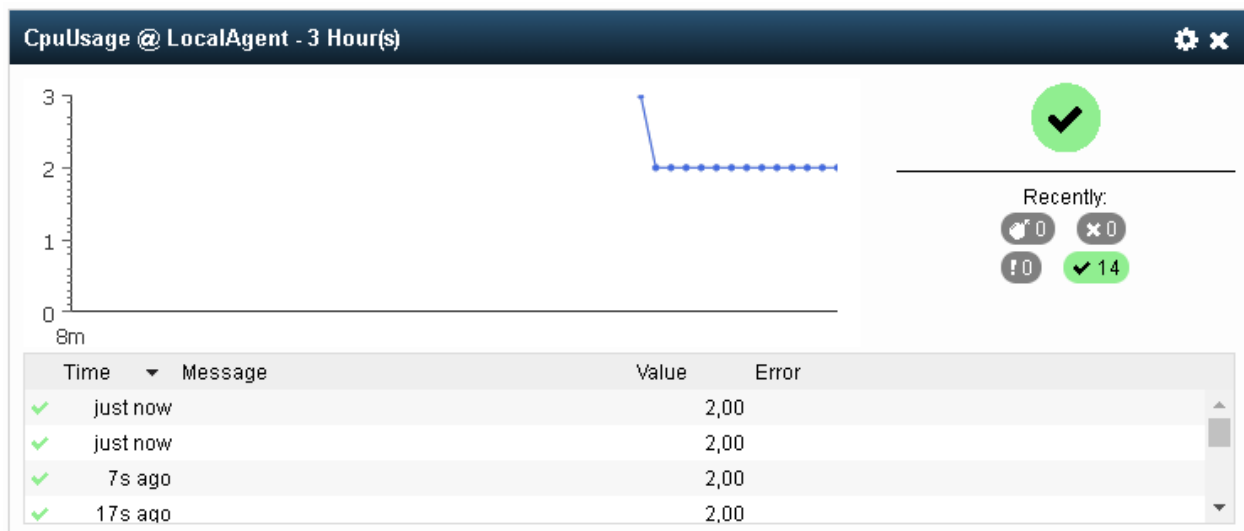 CpuUsage @ LocalAgent - 3 Hour(s)
3
2
1
0
8m
Recently:
0 0
! 0 14
Time Message Value Error
just now 2,00
just now 2,00
7s ago 2,00
17s ago 2,00